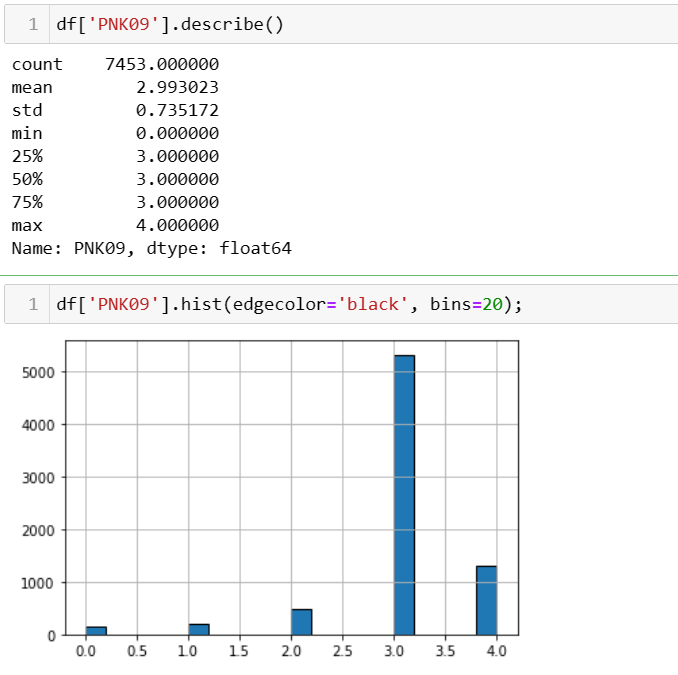 1 df['PNK09'].describe()
count 7453.000000
mean 2.993023
std 0.735172
min 0.000000
25% 3.000000
50% 3.000000
75% 3.000000
max 4.000000
Name: PNK09, dtype: float64
1 df['PNK09'].hist(edgecolor='black', bins=20);
5000
4000
3000
2000
1000
0
0.0 0.5 1.0 1.5 2.0 2.5 3.0 3.5 4.0